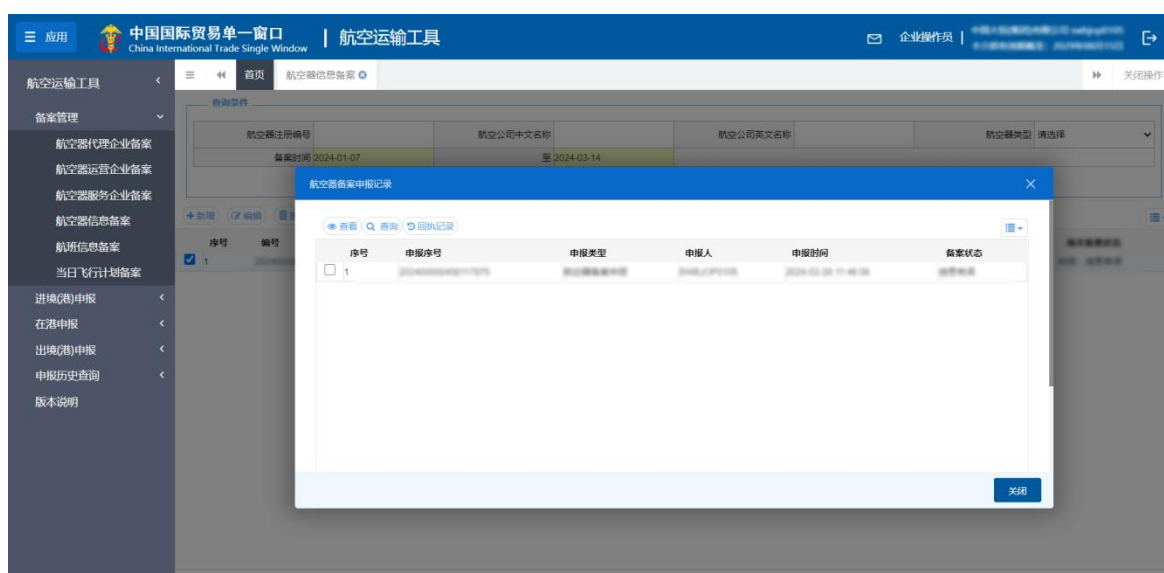 应用
中国国际贸易单一窗口
China International Trade Single Window
航空运输工具
企业操作员
航空运输工具
首页
航空器信息备案
关闭操作
备案管理
航空器代理企业备案
航空器运营企业备案
航空器服务企业备案
航空器信息备案
航班信息备案
当日飞行计划备案
进境(港)申报
在港申报
出境(港)申报
申报历史查询
版本说明
查询条件
航空器注册编号
航空公司中文名称
航空公司英文名称
航空器类型 请选择
备案时间 2024-01-07 至 2024-03-14
新增 编辑
序号 编号
1
航空器备案申报记录
查看 查询 回执记录
序号 申报序号 申报类型 申报人 申报时间 备案状态
1
关闭